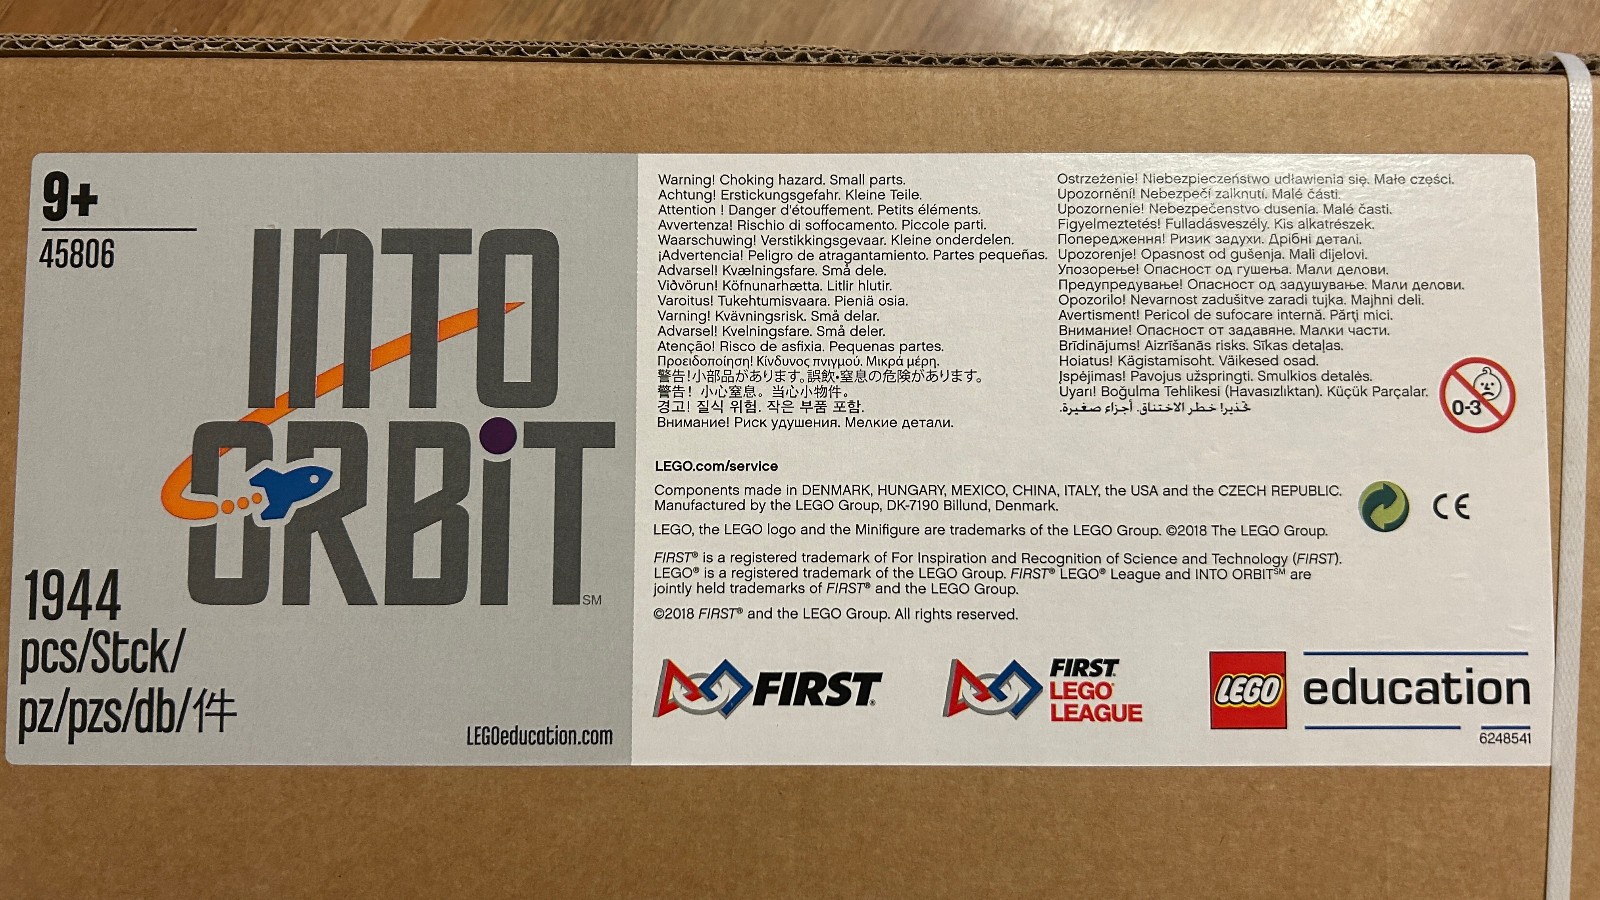 9+
45806
INTO
ORBiT SM
1944
pcs/Stck/
pz/pzs/db/件
LEGOeducation.com
Warning! Choking hazard. Small parts.
Achtung! Erstickungsgefahr. Kleine Teile.
Attention ! Danger d'étouffement. Petits éléments.
Avvertenza! Rischio di soffocamento. Piccole parti.
Waarschuwing! Verstikkingsgevaar. Kleine onderdelen.
¡Advertencia! Peligro de atragantamiento. Partes pequeñas.
Advarsel! Kvælningsfare. Små dele.
Viðvörun! Köfnunarhætta. Litlir hlutir.
Varoitus! Tukehtumisvaara. Pieniä osia.
Varning! Kvävningsrisk. Små delar.
Advarsel! Kvelningsfare. Små deler.
Atenção! Risco de asfixia. Pequenas partes.
Προειδοποίηση! Κίνδυνος πνιγμού. Μικρά μέρη.
警告!小部品があります。誤飲•窒息の危険があります。
警告! 小心窒息。当心小物件。
경고! 질식 위험. 작은 부품 포함.
Внимание! Риск удушения. Мелкие детали.
Ostrzeżenie! Niebezpieczeństwo udławienia się. Małe części.
Upozornění! Nebezpečí zalknutí. Malé části.
Upozornenie! Nebezpečenstvo dusenia. Malé časti.
Figyelmeztetés! Fulladásveszély. Kis alkatrészek.
Попередження! Ризик задухи. Дрібні деталі.
Upozorenje! Opasnost od gušenja. Mali dijelovi.
Упозорење! Опасност од гушења. Мали делови.
Предупредување! Опасност од задушување. Мали делови.
Opozorilo! Nevarnost zadušitve zaradi tujka. Majhni deli.
Avertisment! Pericol de sufocare internă. Părţi mici.
Внимание! Опасност от задавяне. Малки части.
Brīdinājums! Aizrīšanās risks. Sīkas detaļas.
Hoiatus! Kägistamisoht. Väikesed osad.
Įspėjimas! Pavojus užspringti. Smulkios detalės.
Uyarı! Boğulma Tehlikesi (Havasızlıktan). Küçük Parçalar.
تحذير! خطر الاختناق. أجزاء صغيرة.
0-3
LEGO.com/service
Components made in DENMARK, HUNGARY, MEXICO, CHINA, ITALY, the USA and the CZECH REPUBLIC.
Manufactured by the LEGO Group, DK-7190 Billund, Denmark.
CE
LEGO, the LEGO logo and the Minifigure are trademarks of the LEGO Group. ©2018 The LEGO Group.
FIRST® is a registered trademark of For Inspiration and Recognition of Science and Technology (FIRST).
LEGO® is a registered trademark of the LEGO Group. FIRST® LEGO® League and INTO ORBIT℠ are
jointly held trademarks of FIRST® and the LEGO Group.
©2018 FIRST® and the LEGO Group. All rights reserved.
FIRST®
FIRST®
LEGO®
LEAGUE
LEGO education
6248541